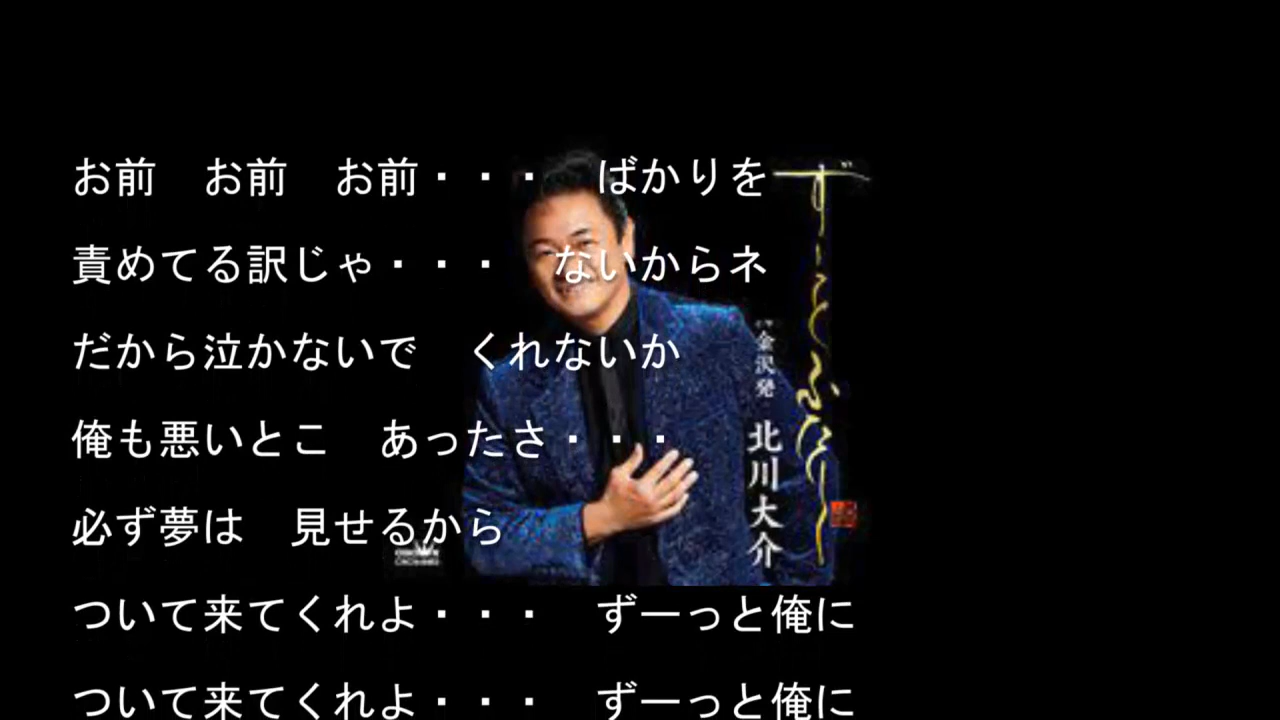 お前　お前　お前・・・　ばかりを
責めてる訳じゃ・・・　ないからネ
だから泣かないで　くれないか
俺も悪いとこ　あったさ・・・
必ず夢は　見せるから
ついて来てくれよ・・・　ずーっと俺に
ついて来てくれよ・・・　ずーっと俺に
ずーっとふたり
金沢発
北川大介